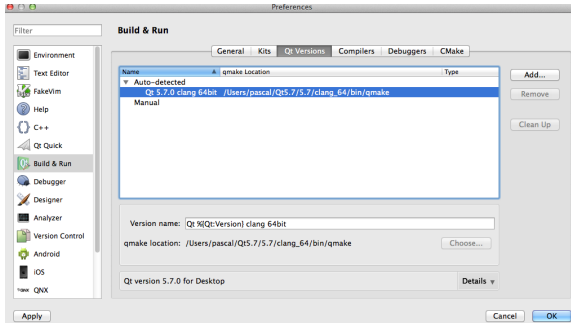 Preferences
Filter
Build & Run
General Kits Qt Versions Compilers Debuggers CMake
Environment
Text Editor
FakeVim
Help
C++
Qt Quick
Build & Run
Debugger
Designer
Analyzer
Version Control
Android
iOS
QNX
Name qmake Location Type
Auto-detected
Qt 5.7.0 clang 64bit /Users/pascal/Qt5.7/5.7/clang_64/bin/qmake
Manual
Add...
Remove
Clean Up
Version name: Qt %{Qt:Version} clang 64bit
qmake location: /Users/pascal/Qt5.7/5.7/clang_64/bin/qmake Choose...
Qt version 5.7.0 for Desktop Details
Apply Cancel OK